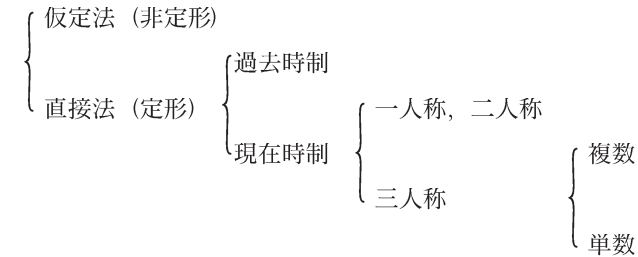 仮定法（非定形）
過去時制
直接法（定形）
一人称，二人称
現在時制
複数
三人称
単数